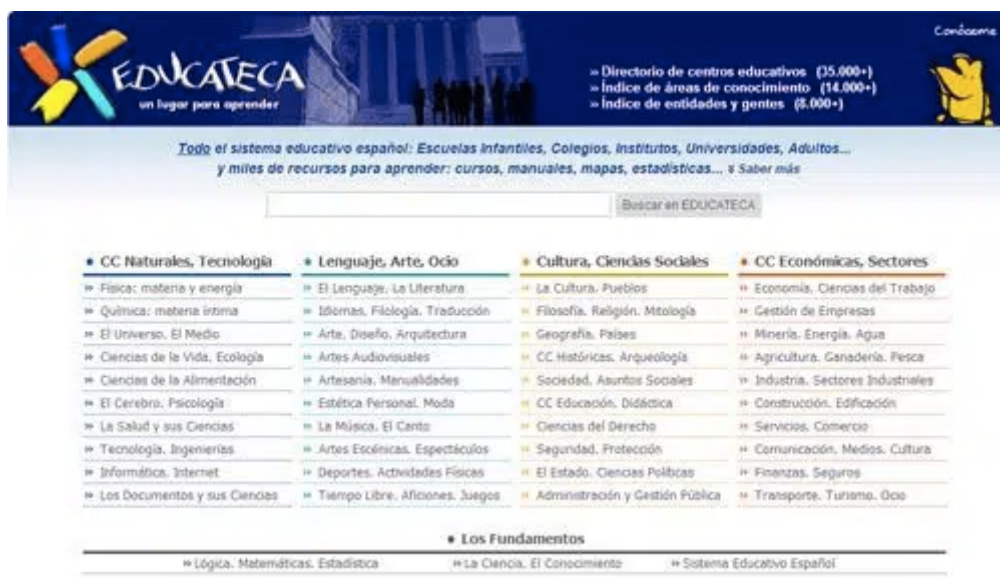 Conóceme
EDUCATECA
un lugar para aprender
» Directorio de centros educativos (35.000+)
» Índice de áreas de conocimiento (14.000+)
» Índice de entidades y gentes (8.000+)
Todo el sistema educativo español: Escuelas Infantiles, Colegios, Institutos, Universidades, Adultos...
y miles de recursos para aprender: cursos, manuales, mapas, estadísticas... » Saber más
Buscar en EDUCATECA
• CC Naturales, Tecnología
» Física: materia y energía
» Química: materia íntima
» El Universo. El Medio
» Ciencias de la Vida. Ecología
» Ciencias de la Alimentación
» El Cerebro. Psicología
» La Salud y sus Ciencias
» Tecnología. Ingenierías
» Informática. Internet
» Los Documentos y sus Ciencias
• Lenguaje, Arte, Ocio
» El Lenguaje. La Literatura
» Idiomas. Filología. Traducción
» Arte. Diseño. Arquitectura
» Artes Audiovisuales
» Artesanía. Manualidades
» Estética Personal. Moda
» La Música. El Canto
» Artes Escénicas. Espectáculos
» Deportes. Actividades Físicas
» Tiempo Libre. Aficiones. Juegos
• Cultura, Ciencias Sociales
» La Cultura. Pueblos
» Filosofía. Religión. Mitología
» Geografía. Países
» CC Históricas. Arqueología
» Sociedad. Asuntos Sociales
» CC Educación. Didáctica
» Ciencias del Derecho
» Seguridad. Protección
» El Estado. Ciencias Políticas
» Administración y Gestión Pública
• CC Económicas, Sectores
» Economía. Ciencias del Trabajo
» Gestión de Empresas
» Minería. Energía. Agua
» Agricultura. Ganadería. Pesca
» Industria. Sectores Industriales
» Construcción. Edificación
» Servicios. Comercio
» Comunicación. Medios. Cultura
» Finanzas. Seguros
» Transporte. Turismo. Ocio
• Los Fundamentos
» Lógica. Matemáticas. Estadística » La Ciencia. El Conocimiento » Sistema Educativo Español